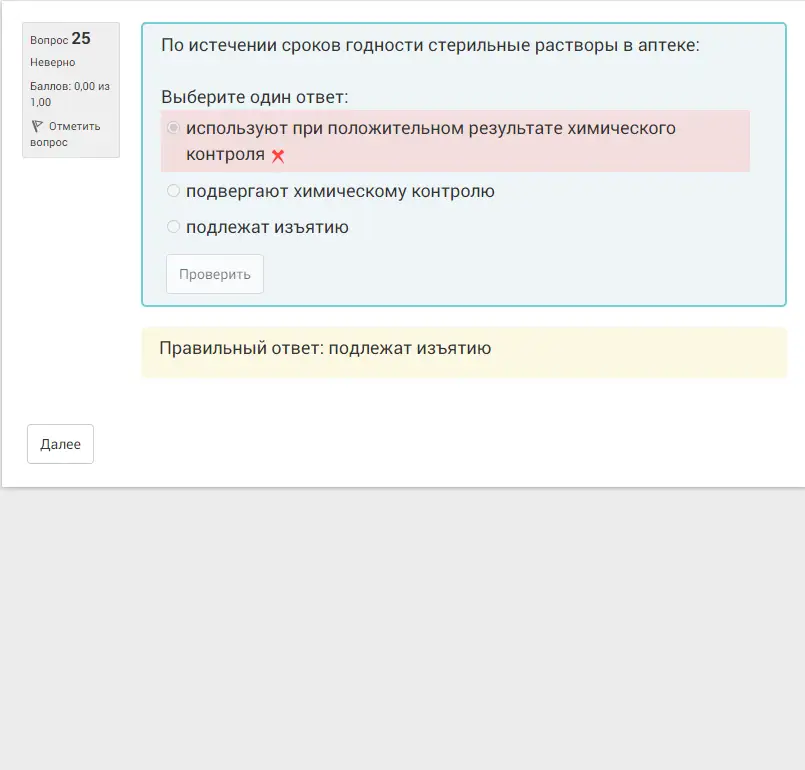 Вопрос 25
Неверно
Баллов: 0,00 из
1,00
Отметить
вопрос
По истечении сроков годности стерильные растворы в аптеке:
Выберите один ответ:
используют при положительном результате химического
контроля
подвергают химическому контролю
подлежат изъятию
Проверить
Правильный ответ: подлежат изъятию
Далее